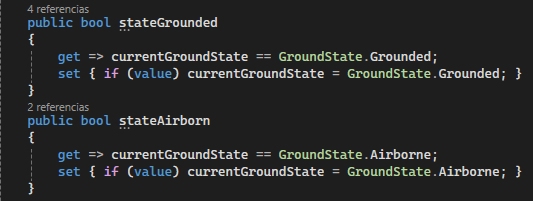 4 referencias
public bool stateGrounded
{
get => currentGroundState == GroundState.Grounded;
set { if (value) currentGroundState = GroundState.Grounded; }
}
2 referencias
public bool stateAirborn
{
get => currentGroundState == GroundState.Airborne;
set { if (value) currentGroundState = GroundState.Airborne; }
}